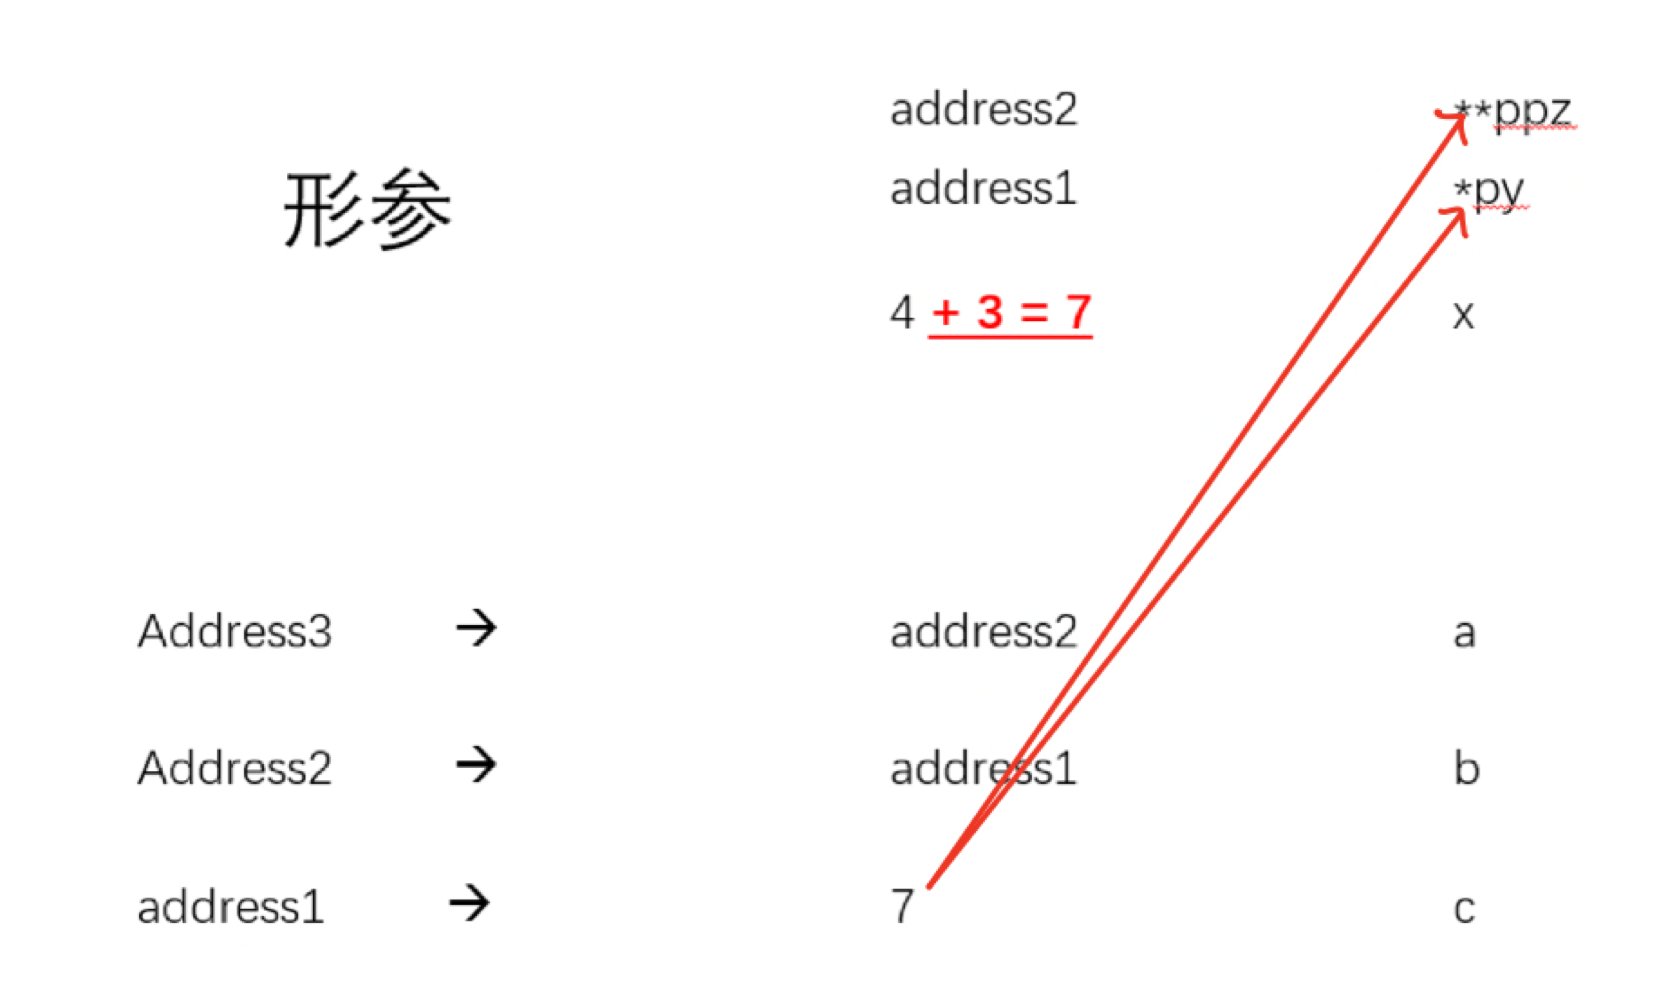 address2 **ppz
形参 address1 *py
4 + 3 = 7 x
Address3 → address2 a
Address2 → address1 b
address1 → 7 c